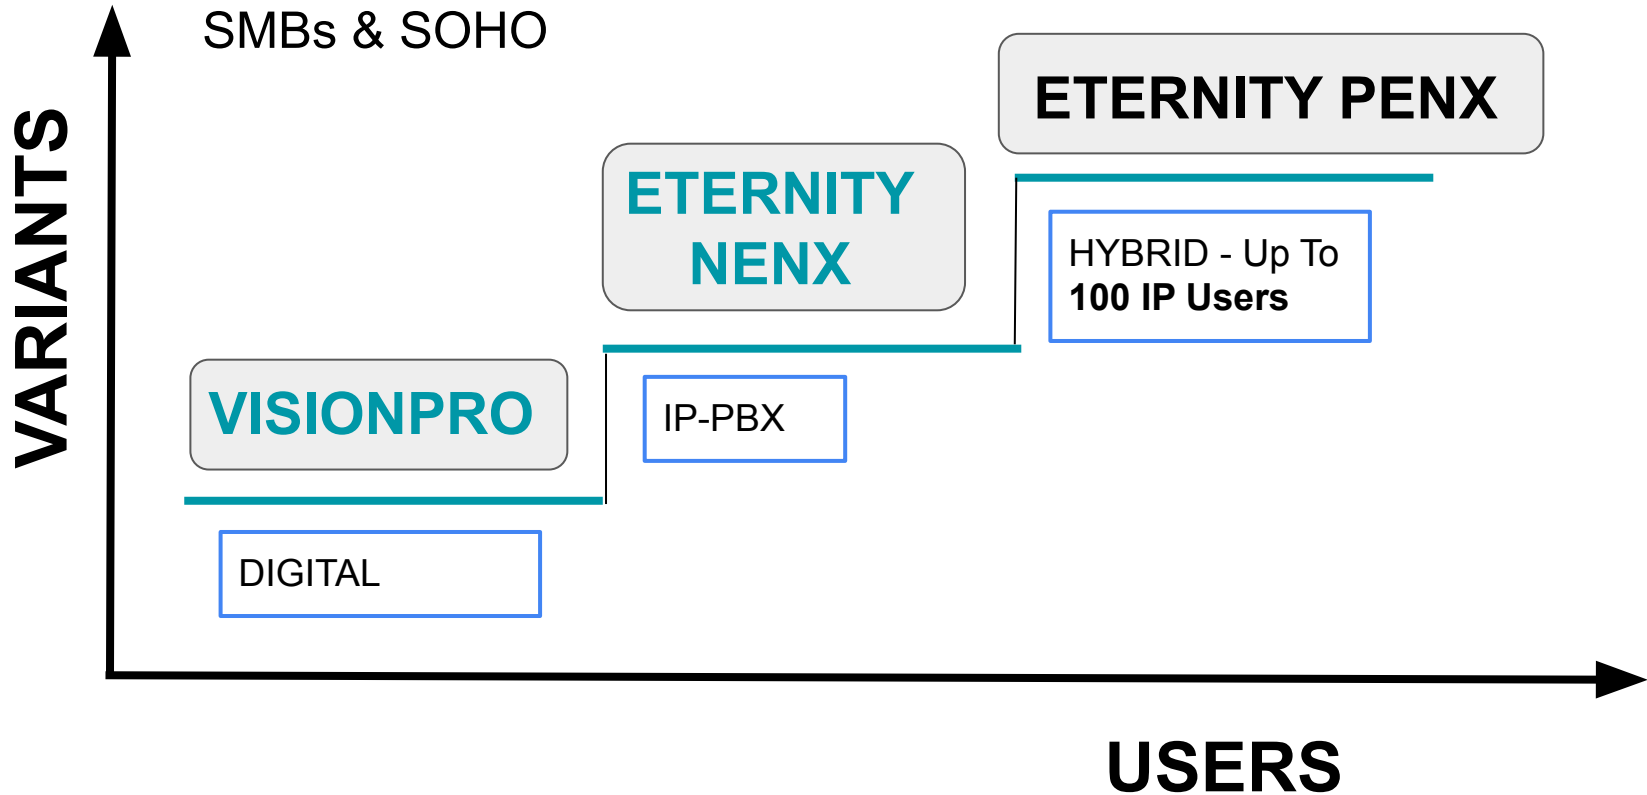 SMBs & SOHO
VARIANTS
ETERNITY PENX
HYBRID - Up To
100 IP Users
ETERNITY
NENX
IP-PBX
VISIONPRO
DIGITAL
USERS